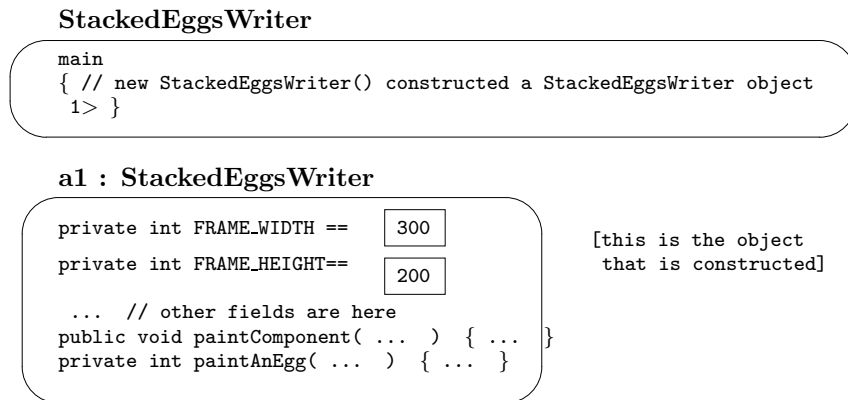 StackedEggsWriter
main
{ // new StackedEggsWriter() constructed a StackedEggsWriter object
1> }
a1 : StackedEggsWriter
private int FRAME_WIDTH == 300
[this is the object
private int FRAME_HEIGHT== 200
that is constructed]
... // other fields are here
public void paintComponent( ... ) { ... }
private int paintAnEgg( ... ) { ... }